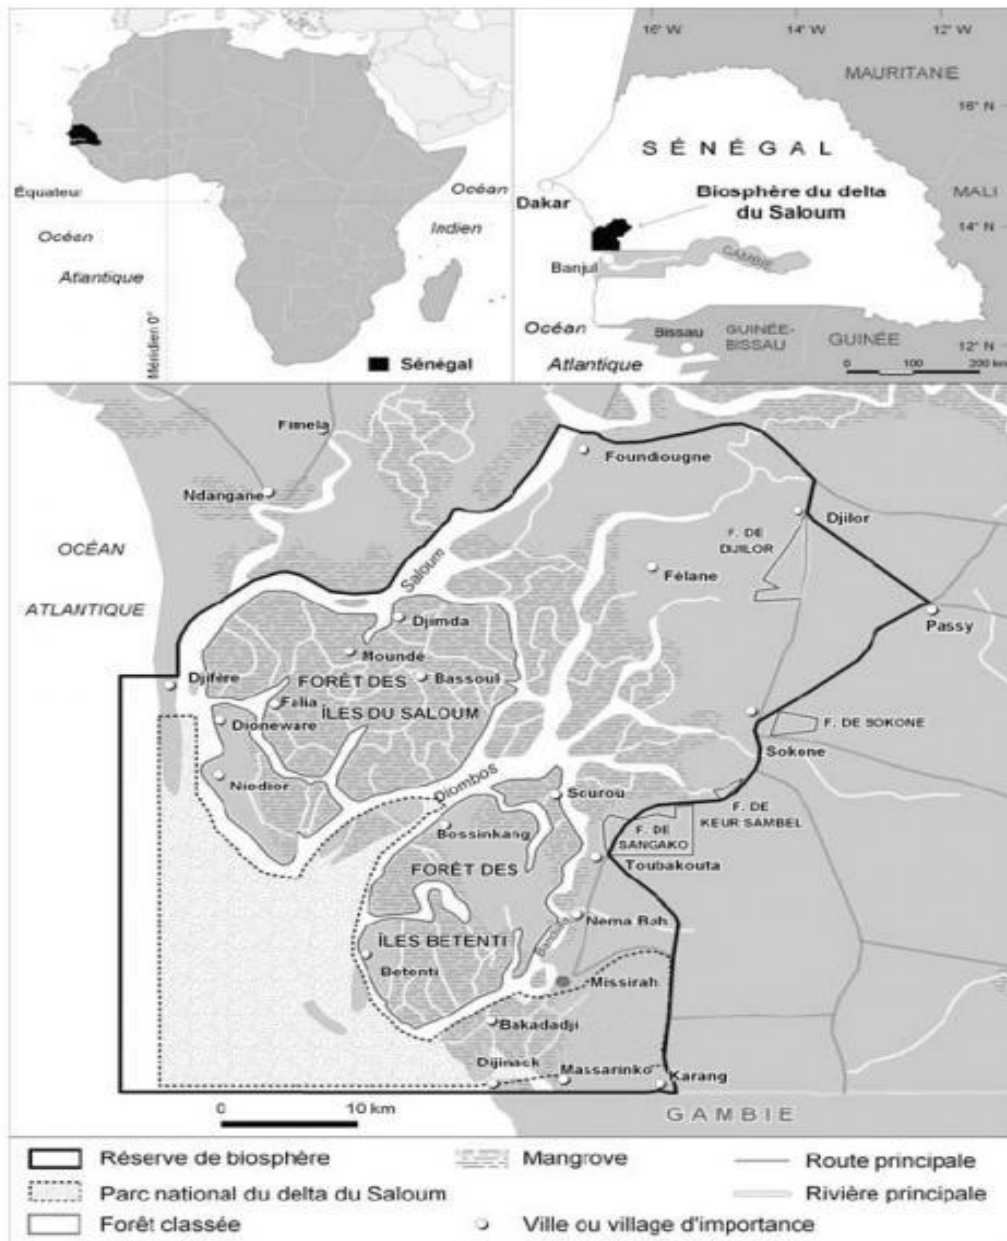 Équateur
Océan
Atlantique
Océan
Indien
Méridien 0°
Sénégal
16° W
14° W
12° W
MAURITANIE
16° N
SÉNÉGAL
MALI
Dakar
Biosphère du delta
du Saloum
14° N
Banjul
GAMBIE
Océan
Atlantique
Bissau
GUINÉE-
BISSAU
GUINÉE
12° N
0 100 200 km
Fimela
Foundiougne
Ndangane
Djilor
OCÉAN
ATLANTIQUE
F. DE
DJILOR
Saloum
Félane
Djimda
Passy
Moundé
Djifère
FORÊT DES
Bassoul
Falia
ÎLES DU SALOUM
Dioneware
F. DE SOKONE
Sokone
Niodior
Diombos
Sourou
F. DE
KEUR SAMBEL
Bossinkang
F. DE
SANGAKO
FORÊT DES
Toubakouta
Nema Bah
ÎLES BETENTI
Betenti
Missirah
Bakadadji
Dijinack
Massarinko
Karang
0 10 km
GAMBIE
Réserve de biosphère
Mangrove
Route principale
Parc national du delta du Saloum
Rivière principale
Forêt classée
Ville ou village d'importance